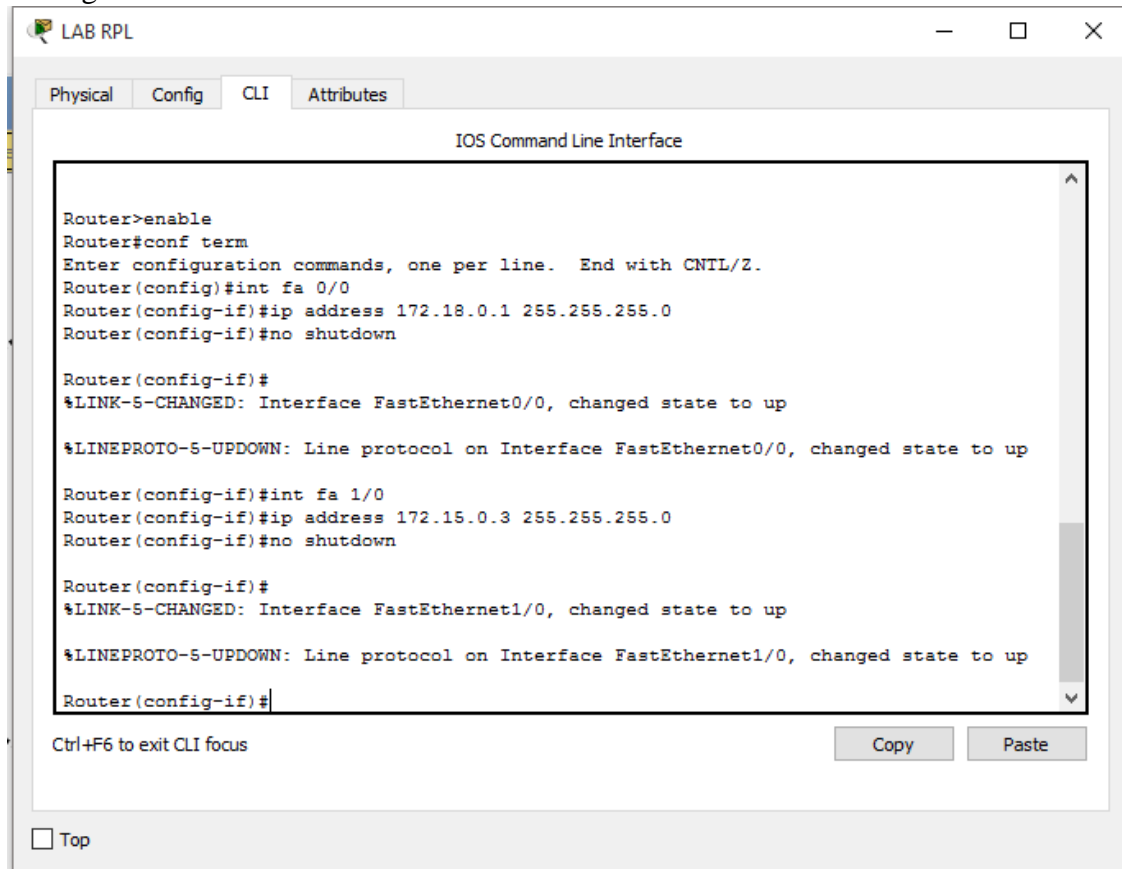 LAB RPL
Physical Config CLI Attributes
IOS Command Line Interface
Router>enable
Router#conf term
Enter configuration commands, one per line.  End with CNTL/Z.
Router(config)#int fa 0/0
Router(config-if)#ip address 172.18.0.1 255.255.255.0
Router(config-if)#no shutdown
Router(config-if)#
%LINK-5-CHANGED: Interface FastEthernet0/0, changed state to up
%LINEPROTO-5-UPDOWN: Line protocol on Interface FastEthernet0/0, changed state to up
Router(config-if)#int fa 1/0
Router(config-if)#ip address 172.15.0.3 255.255.255.0
Router(config-if)#no shutdown
Router(config-if)#
%LINK-5-CHANGED: Interface FastEthernet1/0, changed state to up
%LINEPROTO-5-UPDOWN: Line protocol on Interface FastEthernet1/0, changed state to up
Router(config-if)#
Ctrl+F6 to exit CLI focus
Copy Paste
Top